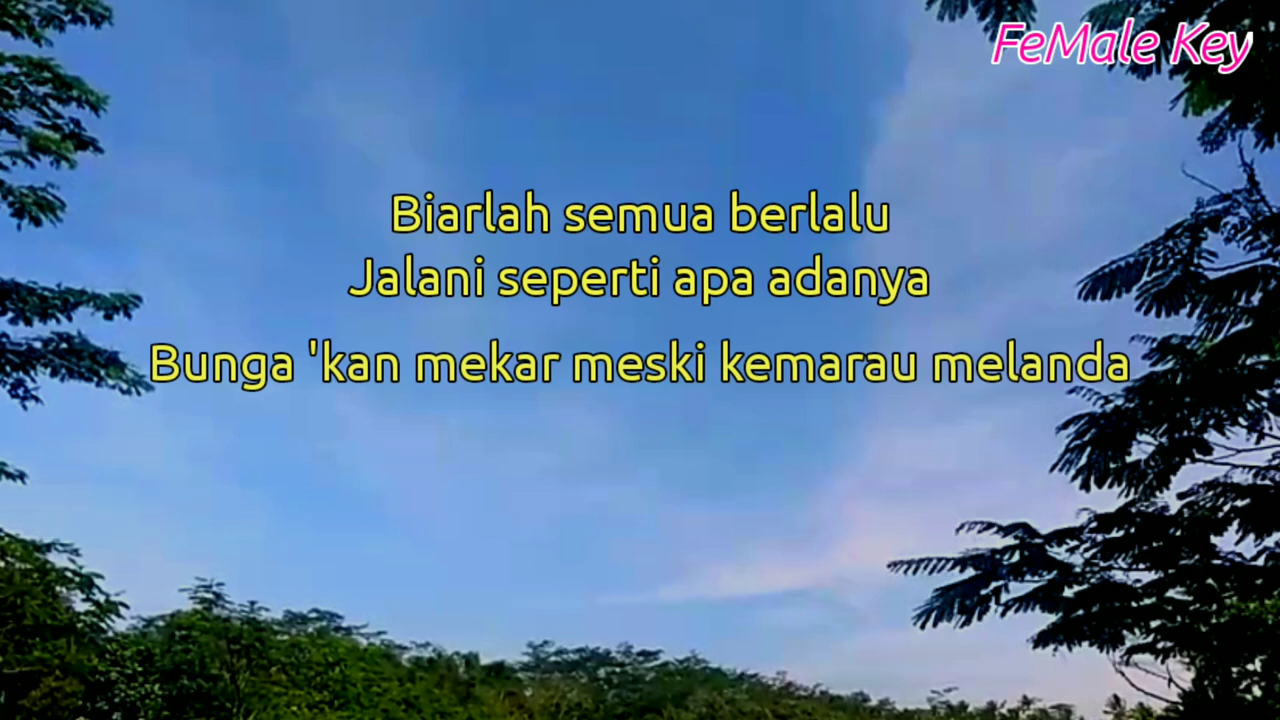 FeMale Key
Biarlah semua berlalu
Jalani seperti apa adanya
Bunga 'kan mekar meski kemarau melanda